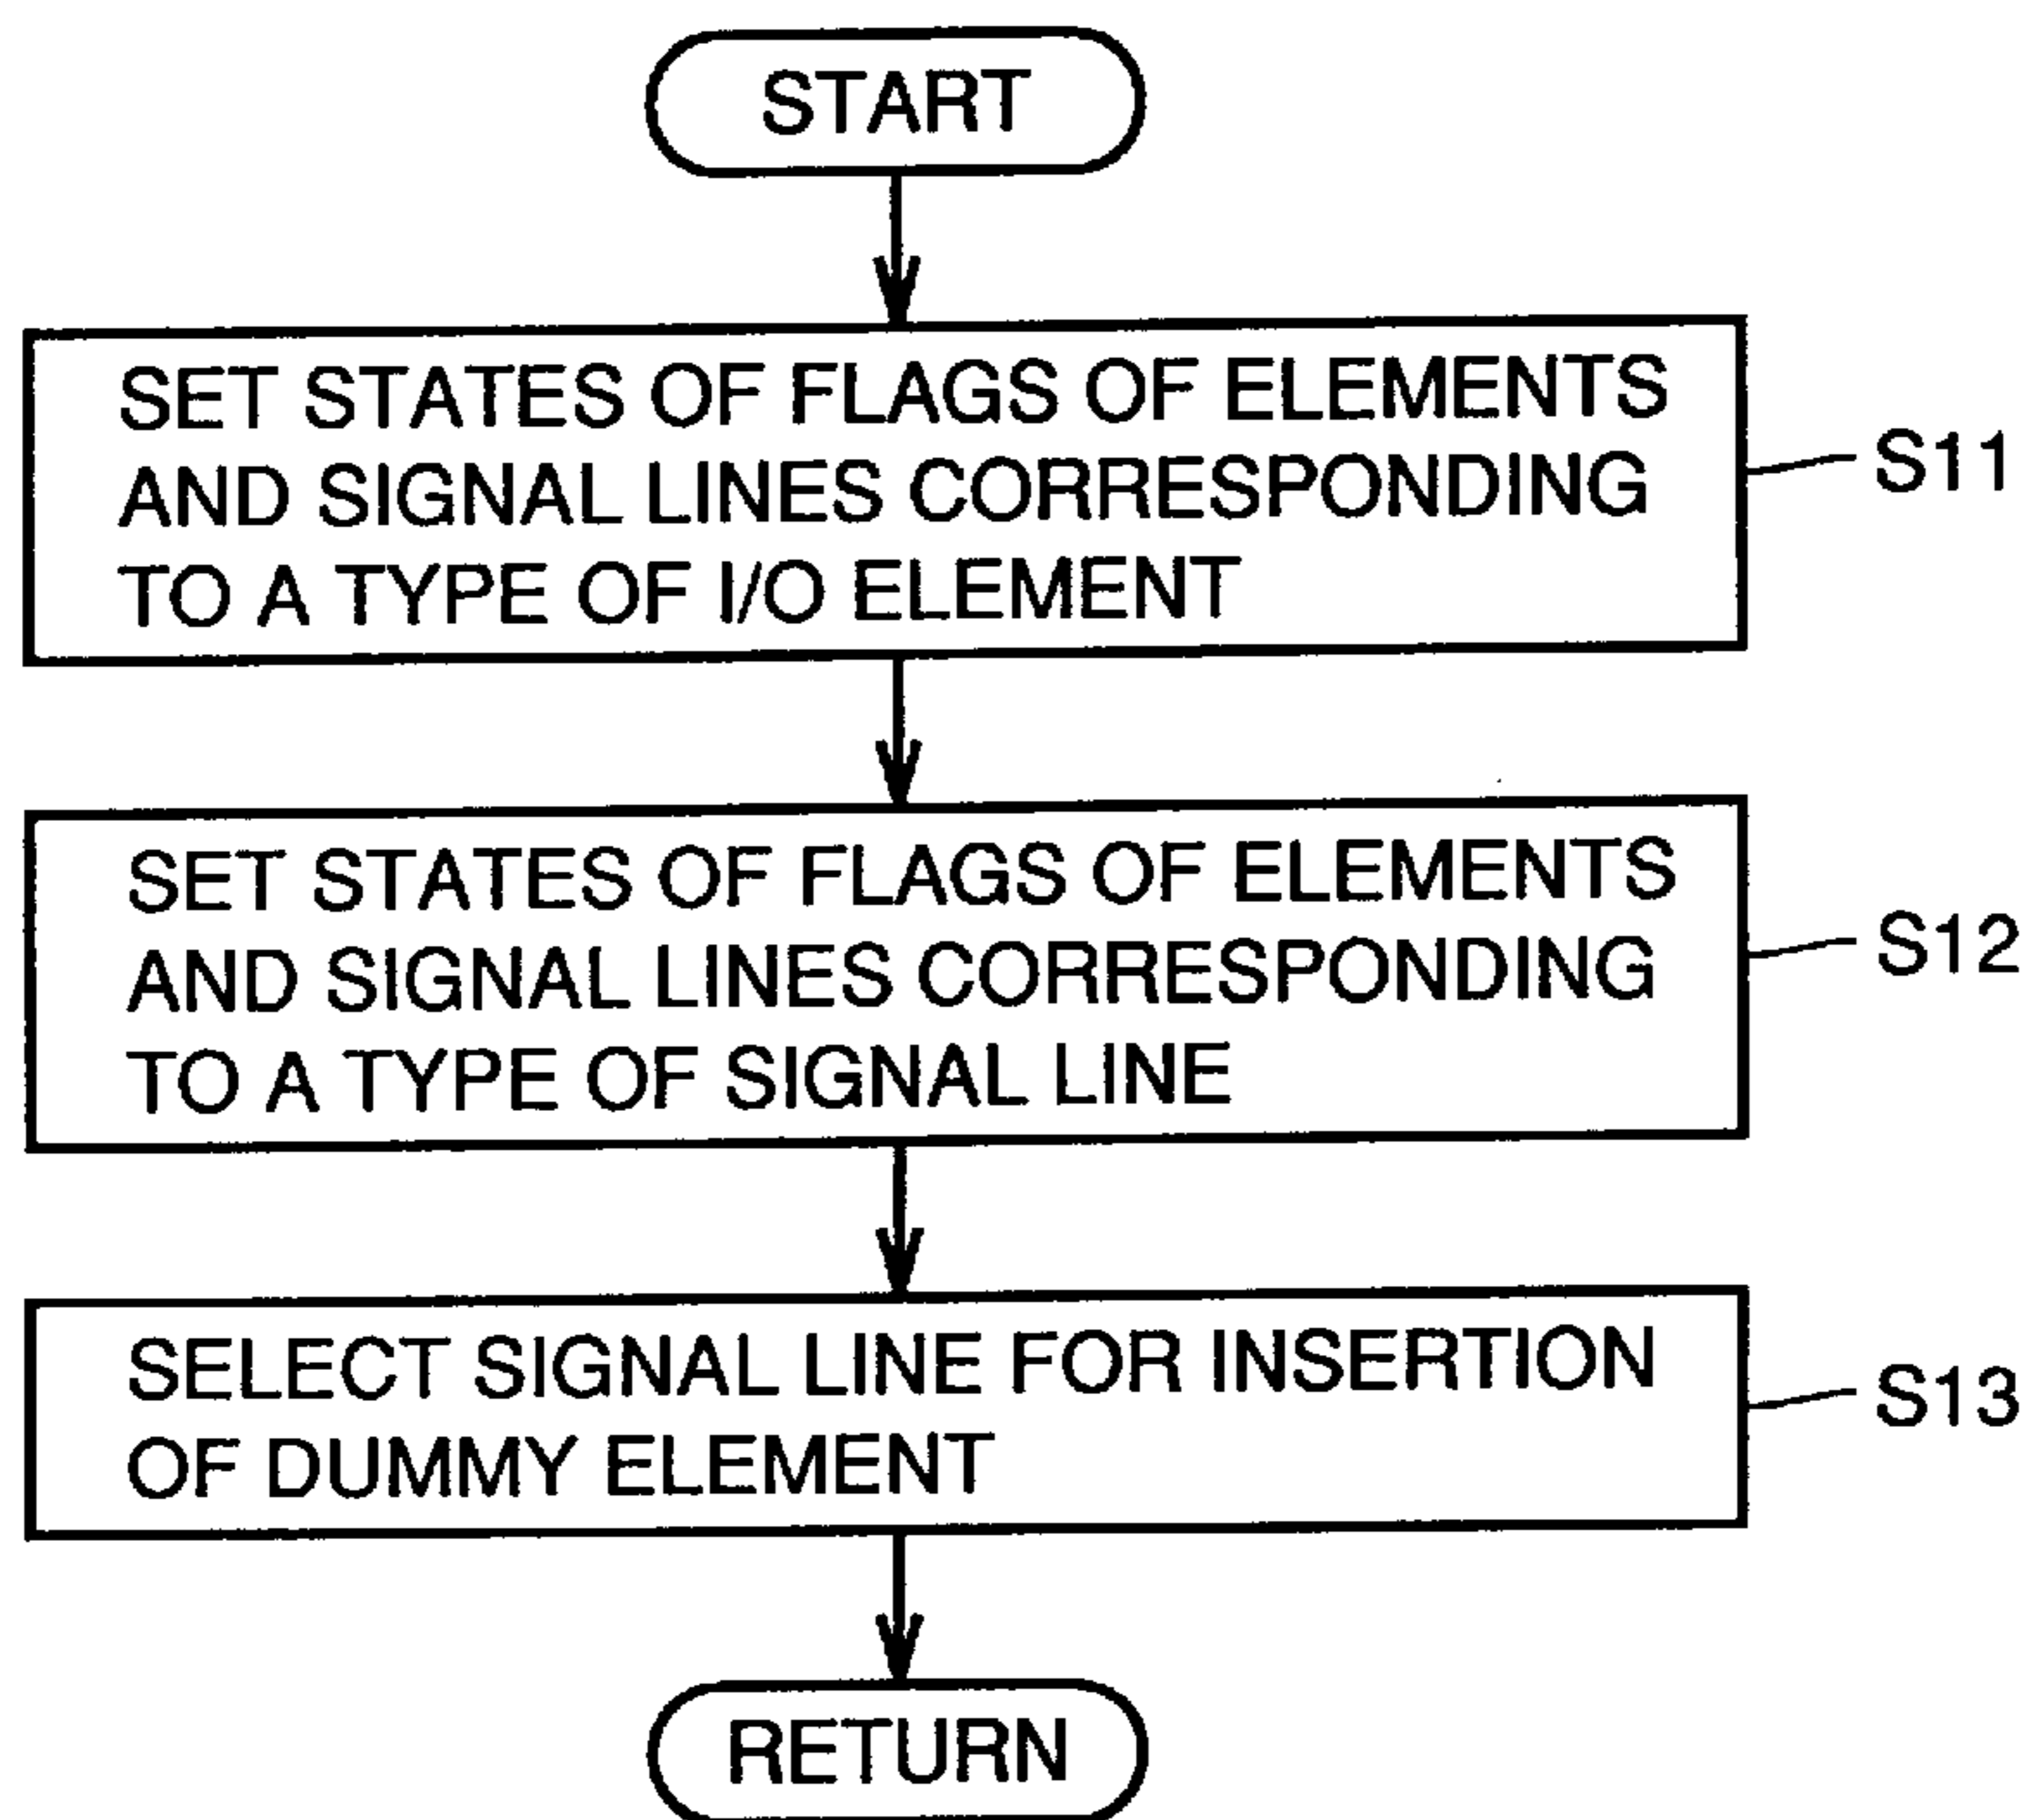 START
SET STATES OF FLAGS OF ELEMENTS
AND SIGNAL LINES CORRESPONDING
TO A TYPE OF I/O ELEMENT
S11
SET STATES OF FLAGS OF ELEMENTS
AND SIGNAL LINES CORRESPONDING
TO A TYPE OF SIGNAL LINE
S12
SELECT SIGNAL LINE FOR INSERTION
OF DUMMY ELEMENT
S13
RETURN